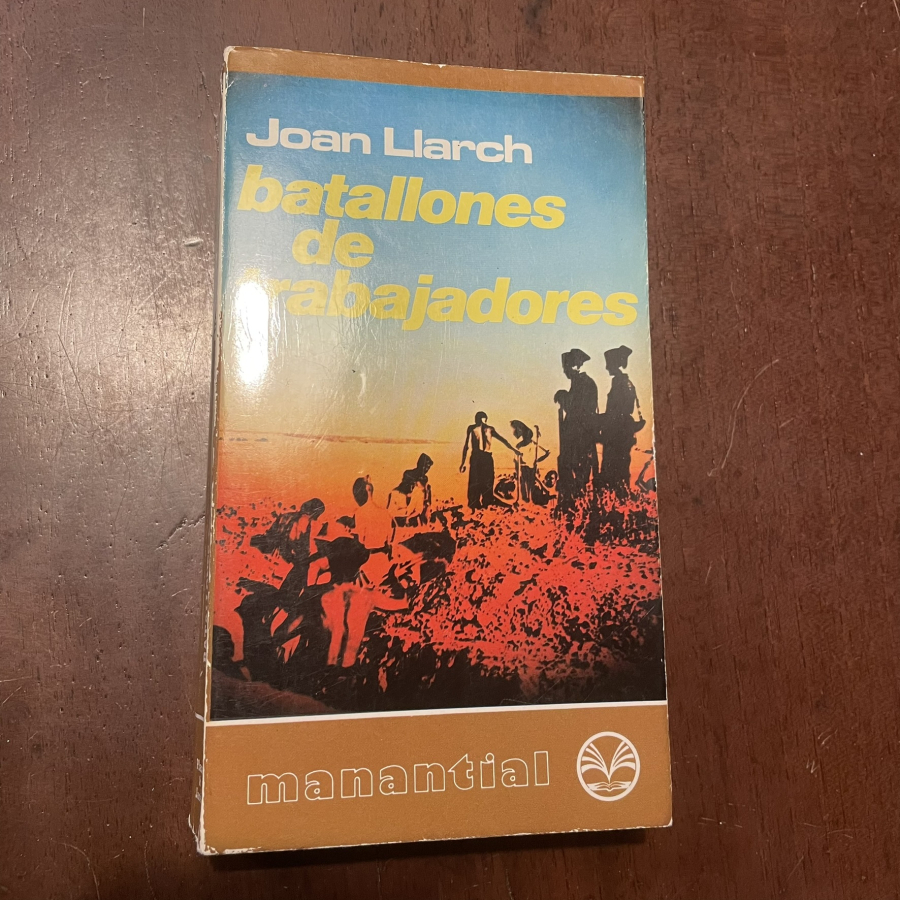 Joan Llarch
batallones
de
trabajadores
manantial